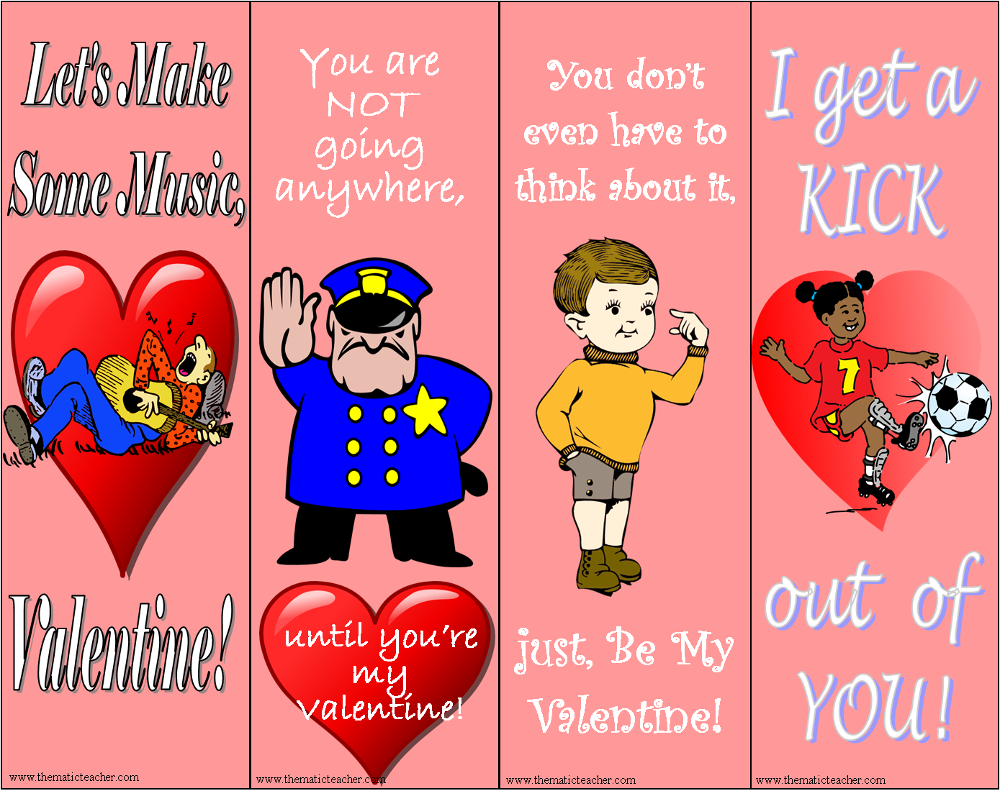 Let's Make
Some Music,
Valentine!
www.thematicteacher.com
You are
NOT
going
anywhere,
until you're
my
Valentine!
www.thematicteacher.com
You don't
even have to
think about it,
just, Be My
Valentine!
www.thematicteacher.com
I get a
KICK
7
out of
YOU!
www.thematicteacher.com